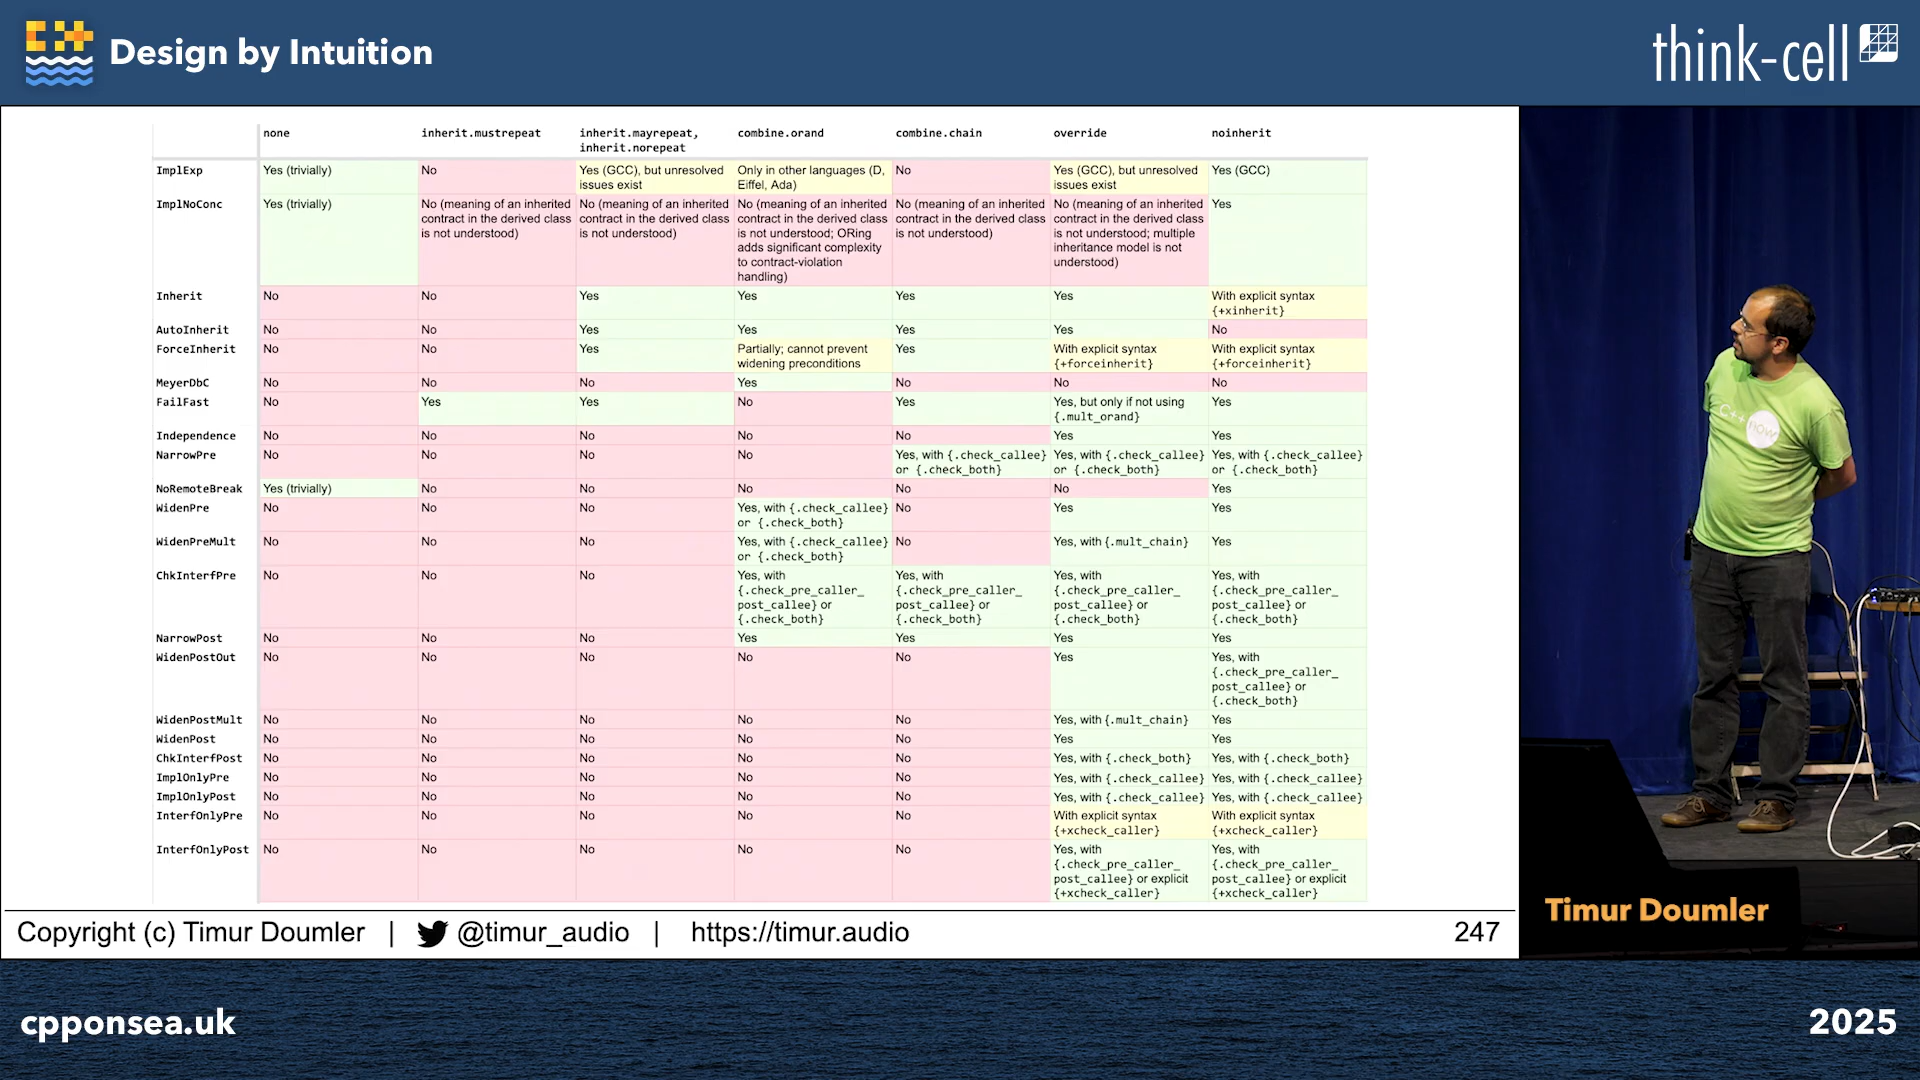 Design by Intuition
think-cell
none inherit.mustrepeat inherit.mayrepeat, combine.orand combine.chain override noinherit
inherit.norepeat
ImplExp Yes (trivially) No Yes (GCC), but unresolved Only in other languages (D, No Yes (GCC), but unresolved Yes (GCC)
issues exist Eiffel, Ada) issues exist
ImplNoConc Yes (trivially) No (meaning of an inherited No (meaning of an inherited No (meaning of an inherited No (meaning of an inherited No (meaning of an inherited Yes
contract in the derived class contract in the derived class contract in the derived class contract in the derived class contract in the derived class
is not understood) is not understood) is not understood; ORing is not understood) is not understood; multiple
adds significant complexity inheritance model is not
to contract-violation understood)
handling)
Inherit No No Yes Yes Yes Yes With explicit syntax
{+xinherit}
AutoInherit No No Yes Yes Yes Yes No
ForceInherit No No Yes Partially; cannot prevent Yes With explicit syntax With explicit syntax
widening preconditions {+forceinherit} {+forceinherit}
MeyerDbC No No No Yes No No No
FailFast No Yes Yes No Yes Yes, but only if not using Yes
{.mult_orand}
Independence No No No No No Yes Yes
NarrowPre No No No No Yes, with {.check_callee} Yes, with {.check_callee} Yes, with {.check_callee}
or {.check_both} or {.check_both} or {.check_both}
NoRemoteBreak Yes (trivially) No No No No No Yes
WidenPre No No No Yes, with {.check_callee} No Yes Yes
or {.check_both}
WidenPreMult No No No Yes, with {.check_callee} No Yes, with {.mult_chain} Yes
or {.check_both}
ChkInterfPre No No No Yes, with Yes, with Yes, with Yes, with
{.check_pre_caller_ {.check_pre_caller_ {.check_pre_caller_ {.check_pre_caller_
post_callee} or post_callee} or post_callee} or post_callee} or
{.check_both} {.check_both} {.check_both} {.check_both}
NarrowPost No No No Yes Yes Yes Yes
WidenPostOut No No No No No Yes Yes, with
{.check_pre_caller_
post_callee} or
{.check_both}
WidenPostMult No No No No No Yes, with {.mult_chain} Yes
WidenPost No No No No No Yes Yes
ChkInterfPost No No No No No Yes, with {.check_both} Yes, with {.check_both}
ImplOnlyPre No No No No No Yes, with {.check_callee} Yes, with {.check_callee}
ImplOnlyPost No No No No No Yes, with {.check_callee} Yes, with {.check_callee}
InterfOnlyPre No No No No No With explicit syntax With explicit syntax
{+xcheck_caller} {+xcheck_caller}
InterfOnlyPost No No No No No Yes, with Yes, with
{.check_pre_caller_ {.check_pre_caller_
post_callee} or explicit post_callee} or explicit
{+xcheck_caller} {+xcheck_caller}
C++ now
Timur Doumler
Copyright (c) Timur Doumler | @timur_audio | https://timur.audio 247
cpponsea.uk 2025